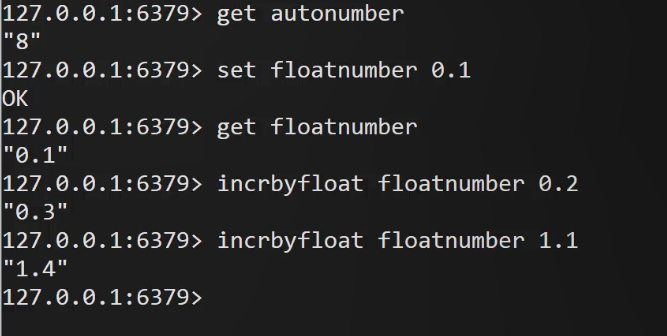 127.0.0.1:6379> get autonumber
"8"
127.0.0.1:6379> set floatnumber 0.1
OK
127.0.0.1:6379> get floatnumber
"0.1"
127.0.0.1:6379> incrbyfloat floatnumber 0.2
"0.3"
127.0.0.1:6379> incrbyfloat floatnumber 1.1
"1.4"
127.0.0.1:6379>